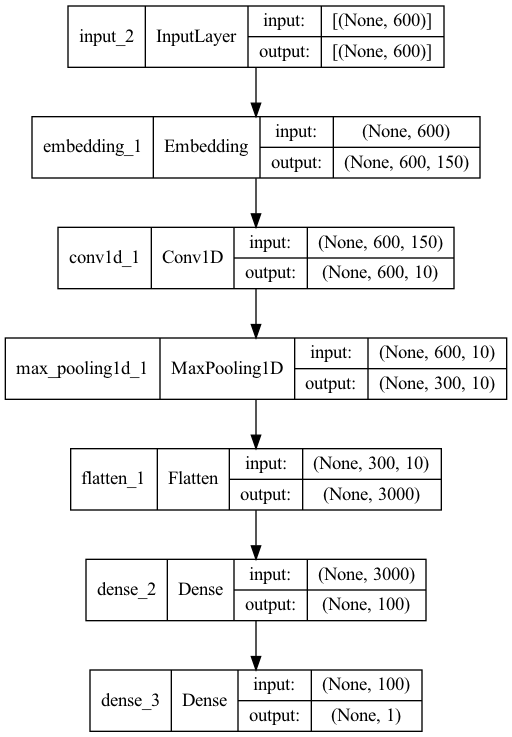 input_2 InputLayer input: [(None, 600)]
output: [(None, 600)]
embedding_1 Embedding input: (None, 600)
output: (None, 600, 150)
conv1d_1 Conv1D input: (None, 600, 150)
output: (None, 600, 10)
max_pooling1d_1 MaxPooling1D input: (None, 600, 10)
output: (None, 300, 10)
flatten_1 Flatten input: (None, 300, 10)
output: (None, 3000)
dense_2 Dense input: (None, 3000)
output: (None, 100)
dense_3 Dense input: (None, 100)
output: (None, 1)